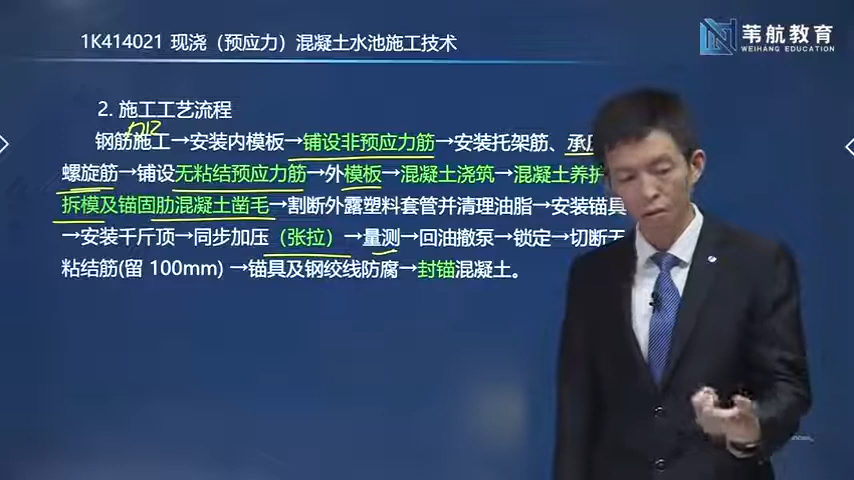 1K414021 现浇（预应力）混凝土水池施工技术
苇航教育
WEIHANG EDUCATION
2. 施工工艺流程
钢筋施工→安装内模板→铺设非预应力筋→安装托架筋、承
螺旋筋→铺设无粘结预应力筋→外模板→混凝土浇筑→混凝土养护
拆模及锚固肋混凝土凿毛→割断外露塑料套管并清理油脂→安装锚具
→安装千斤顶→同步加压（张拉）→量测→回油撤泵→锁定→切断
粘结筋(留 100mm) →锚具及钢绞线防腐→封锚混凝土。